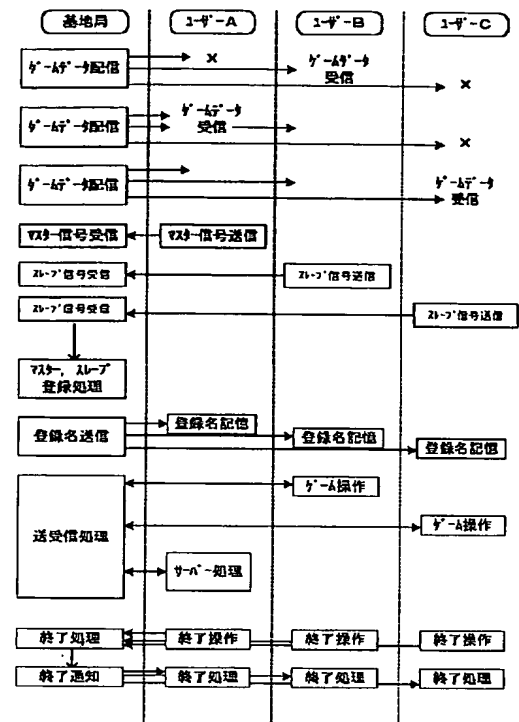 基地局 ﾕｰｻﾞｰA ﾕｰｻﾞｰB ﾕｰｻﾞｰC
ｹﾞｰﾑﾃﾞｰﾀ配信 × ｹﾞｰﾑﾃﾞｰﾀ
受信
×
ｹﾞｰﾑﾃﾞｰﾀ配信 ｹﾞｰﾑﾃﾞｰﾀ
受信
×
ｹﾞｰﾑﾃﾞｰﾀ配信 ｹﾞｰﾑﾃﾞｰﾀ
受信
ﾏｽﾀｰ信号受信 ﾏｽﾀｰ信号送信
ｽﾚｰﾌﾞ信号受信 ｽﾚｰﾌﾞ信号送信
ｽﾚｰﾌﾞ信号受信 ｽﾚｰﾌﾞ信号送信
ﾏｽﾀｰ, ｽﾚｰﾌﾞ
登録処理
登録名送信 登録名記憶 登録名記憶 登録名記憶
ｹﾞｰﾑ操作
送受信処理 ｹﾞｰﾑ操作
ｻｰﾊﾞｰ処理
終了処理 終了操作 終了操作 終了操作
終了通知 終了処理 終了処理 終了処理